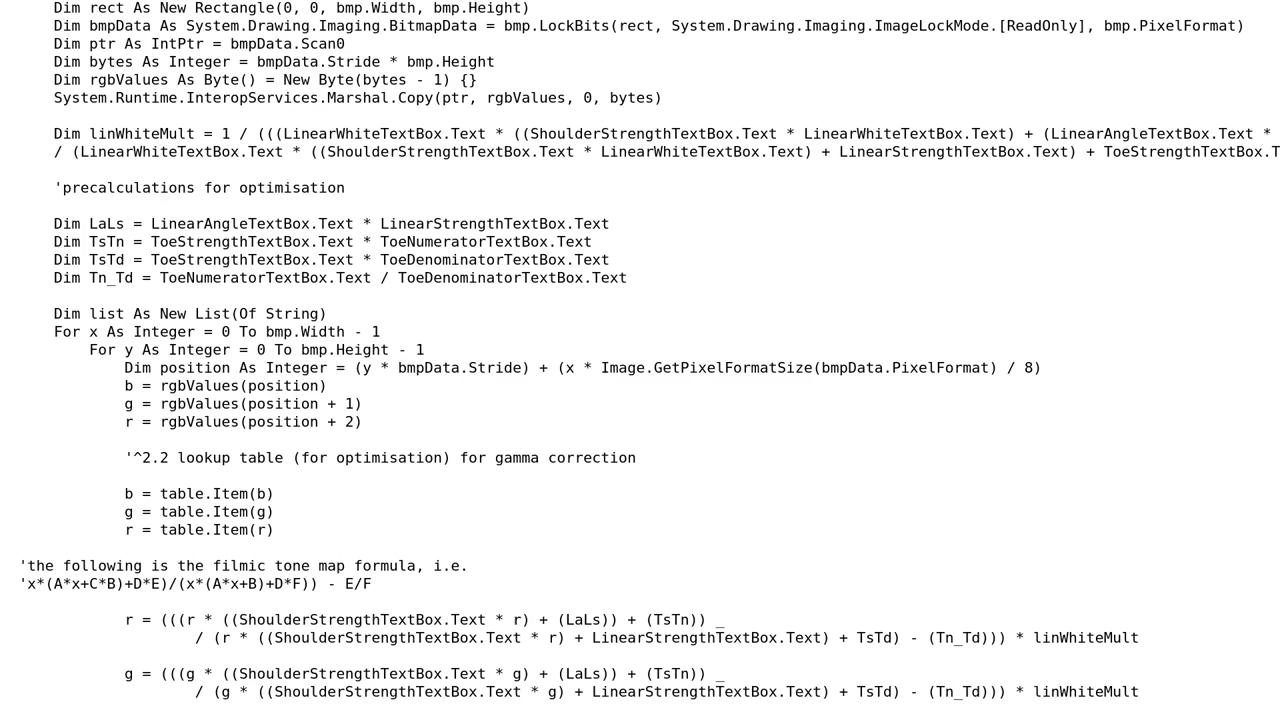 Dim rect As New Rectangle(0, 0, bmp.Width, bmp.Height)
Dim bmpData As System.Drawing.Imaging.BitmapData = bmp.LockBits(rect, System.Drawing.Imaging.ImageLockMode.[ReadOnly], bmp.PixelFormat)
Dim ptr As IntPtr = bmpData.Scan0
Dim bytes As Integer = bmpData.Stride * bmp.Height
Dim rgbValues As Byte() = New Byte(bytes - 1) {}
System.Runtime.InteropServices.Marshal.Copy(ptr, rgbValues, 0, bytes)
Dim linWhiteMult = 1 / (((LinearWhiteTextBox.Text * ((ShoulderStrengthTextBox.Text * LinearWhiteTextBox.Text) + (LinearAngleTextBox.Text *
/ (LinearWhiteTextBox.Text * ((ShoulderStrengthTextBox.Text * LinearWhiteTextBox.Text) + LinearStrengthTextBox.Text) + ToeStrengthTextBox.T
'precalculations for optimisation
Dim LaLs = LinearAngleTextBox.Text * LinearStrengthTextBox.Text
Dim TsTn = ToeStrengthTextBox.Text * ToeNumeratorTextBox.Text
Dim TsTd = ToeStrengthTextBox.Text * ToeDenominatorTextBox.Text
Dim Tn_Td = ToeNumeratorTextBox.Text / ToeDenominatorTextBox.Text
Dim list As New List(Of String)
For x As Integer = 0 To bmp.Width - 1
For y As Integer = 0 To bmp.Height - 1
Dim position As Integer = (y * bmpData.Stride) + (x * Image.GetPixelFormatSize(bmpData.PixelFormat) / 8)
b = rgbValues(position)
g = rgbValues(position + 1)
r = rgbValues(position + 2)
'^2.2 lookup table (for optimisation) for gamma correction
b = table.Item(b)
g = table.Item(g)
r = table.Item(r)
'the following is the filmic tone map formula, i.e.
'x*(A*x+C*B)+D*E)/(x*(A*x+B)+D*F)) - E/F
r = (((r * ((ShoulderStrengthTextBox.Text * r) + (LaLs)) + (TsTn)) _
/ (r * ((ShoulderStrengthTextBox.Text * r) + LinearStrengthTextBox.Text) + TsTd) - (Tn_Td))) * linWhiteMult
g = (((g * ((ShoulderStrengthTextBox.Text * g) + (LaLs)) + (TsTn)) _
/ (g * ((ShoulderStrengthTextBox.Text * g) + LinearStrengthTextBox.Text) + TsTd) - (Tn_Td))) * linWhiteMult